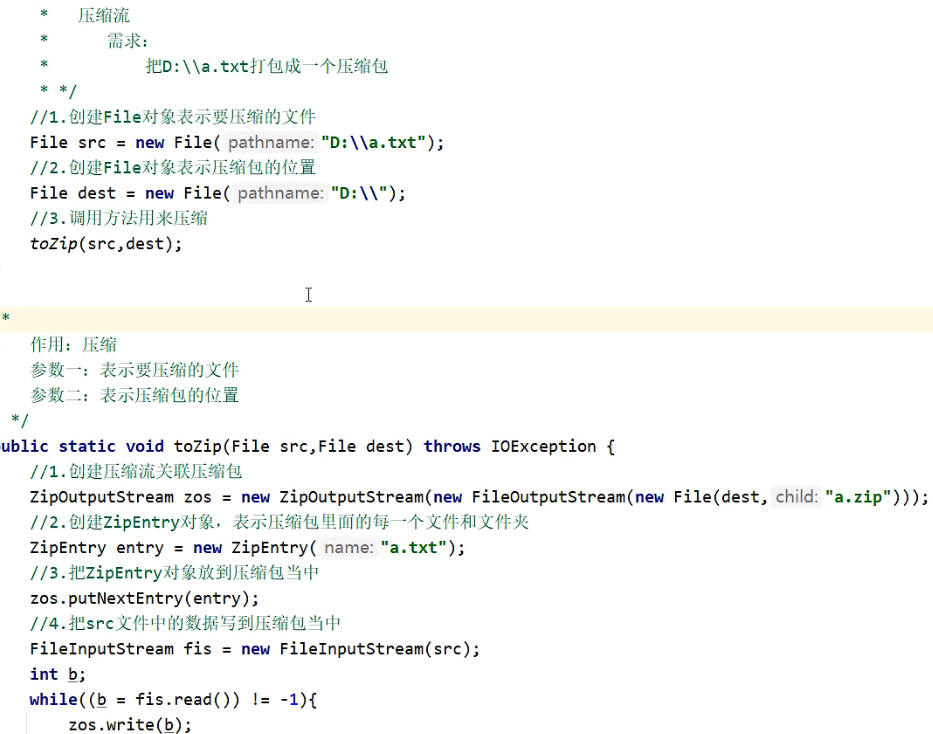 * 压缩流
* 需求:
* 把D:\\a.txt打包成一个压缩包
* */
//1.创建File对象表示要压缩的文件
File src = new File( pathname: "D:\\a.txt");
//2.创建File对象表示压缩包的位置
File dest = new File( pathname: "D:\\");
//3.调用方法用来压缩
toZip(src,dest);
*
作用: 压缩
参数一: 表示要压缩的文件
参数二: 表示压缩包的位置
*/
ublic static void toZip(File src,File dest) throws IOException {
//1.创建压缩流关联压缩包
ZipOutputStream zos = new ZipOutputStream(new FileOutputStream(new File(dest, child: "a.zip")));
//2.创建ZipEntry对象，表示压缩包里面的每一个文件和文件夹
ZipEntry entry = new ZipEntry( name: "a.txt");
//3.把ZipEntry对象放到压缩包当中
zos.putNextEntry(entry);
//4.把src文件中的数据写到压缩包当中
FileInputStream fis = new FileInputStream(src);
int b;
while((b = fis.read()) != -1){
zos.write(b);